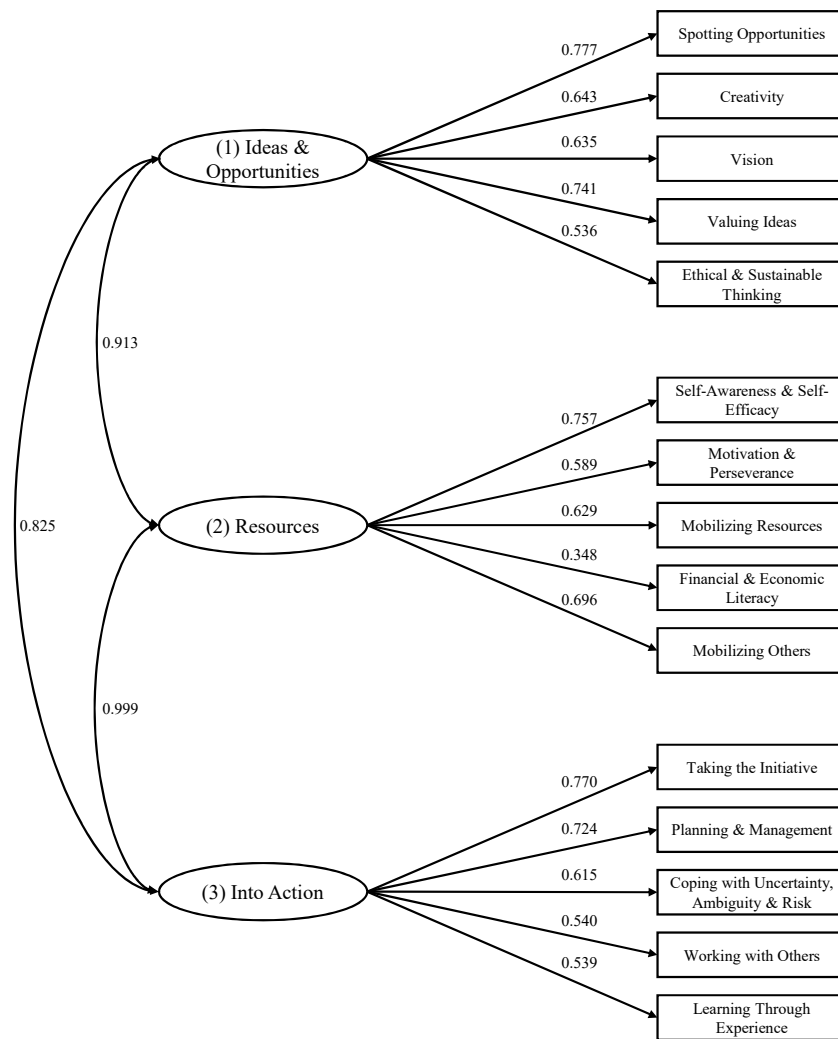 Spotting Opportunities
0.777
Creativity
0.643
(1) Ideas &
Opportunities
0.635
Vision
0.741
Valuing Ideas
0.536
Ethical & Sustainable
Thinking
0.913
Self-Awareness & Self-
Efficacy
0.757
Motivation &
Perseverance
0.589
0.825
(2) Resources
0.629
Mobilizing Resources
0.348
Financial & Economic
Literacy
0.696
Mobilizing Others
0.999
Taking the Initiative
0.770
Planning & Management
0.724
(3) Into Action
0.615
Coping with Uncertainty,
Ambiguity & Risk
0.540
Working with Others
0.539
Learning Through
Experience